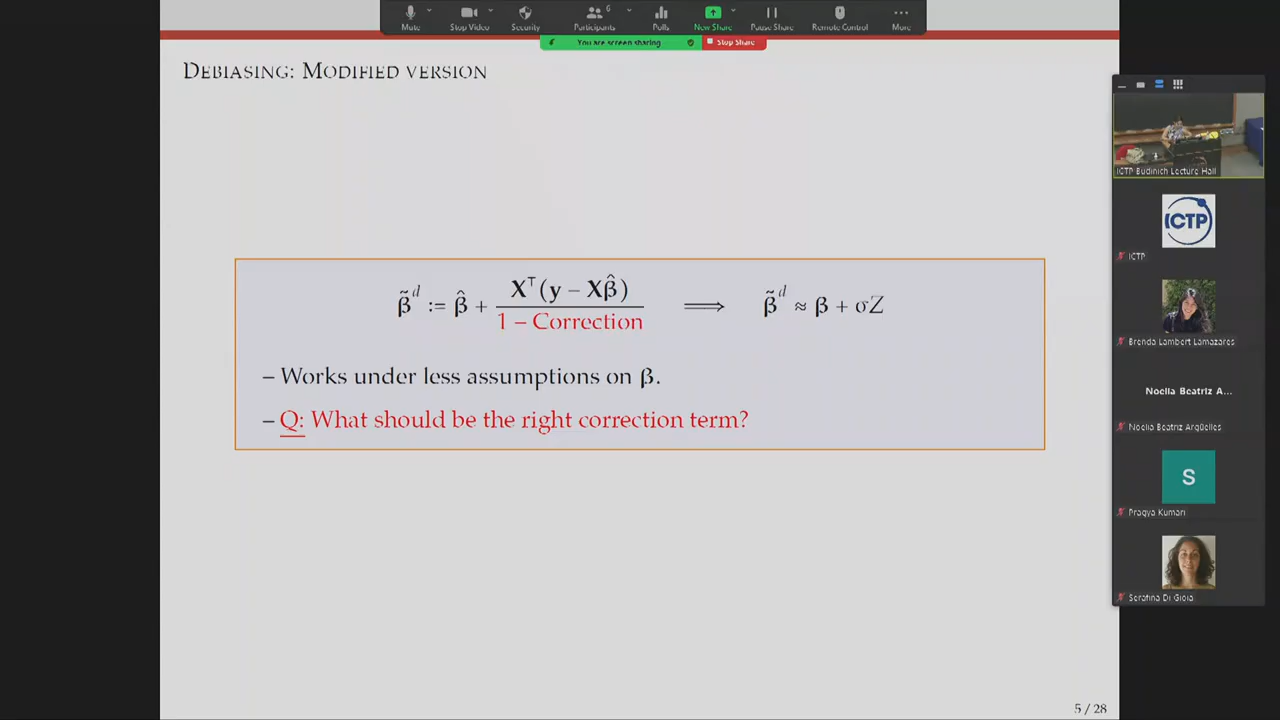 Mute
Stop Video
Security
Participants
6
Polls
New Share
Pause Share
Remote Control
More
You are screen sharing
Stop Share
DEBIASING: MODIFIED VERSION
β̃ᵈ := β̂ + Xᵀ(y − Xβ̂) / 1 − Correction ⟹ β̃ᵈ ≈ β + σZ
– Works under less assumptions on β.
– Q: What should be the right correction term?
5 / 28
ICTP Budinich Lecture Hall
ICTP
ICTP
Brenda Lambert Lamazares
Noelia Beatriz A...
Noelia Beatriz Argüelles
S
Pragya Kumari
Serafina Di Gioia